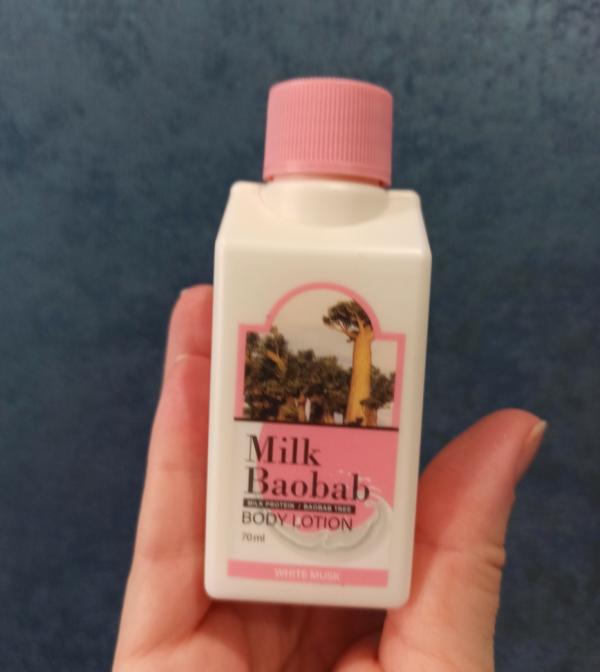 Milk
Baobab
MILK PROTEIN / BAOBAB TREE
BODY LOTION
70ml
WHITE MUSK